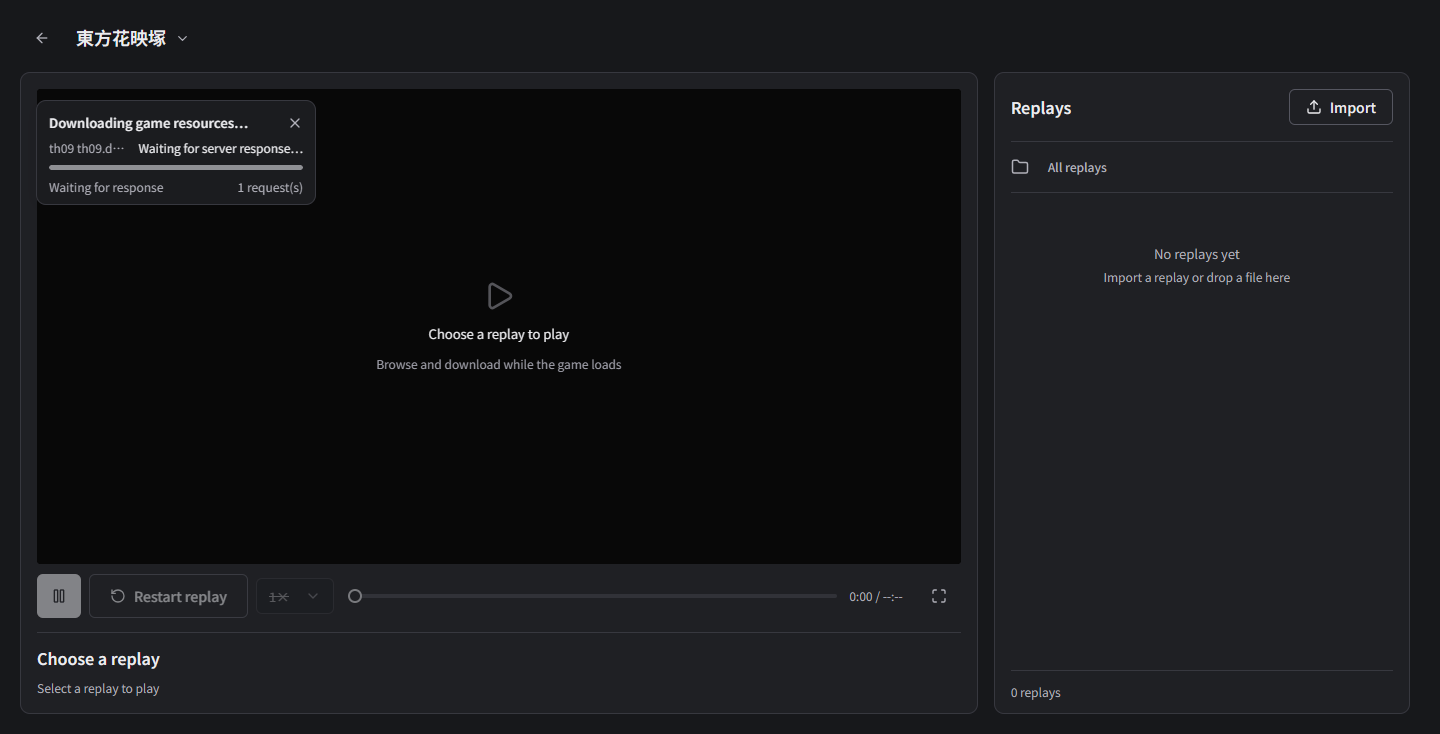 東方花映塚
Downloading game resources...
th09 th09.d··· Waiting for server response...
Waiting for response 1 request(s)
Choose a replay to play
Browse and download while the game loads
Restart replay
1×
0:00 / --:--
Choose a replay
Select a replay to play
Replays
Import
All replays
No replays yet
Import a replay or drop a file here
0 replays